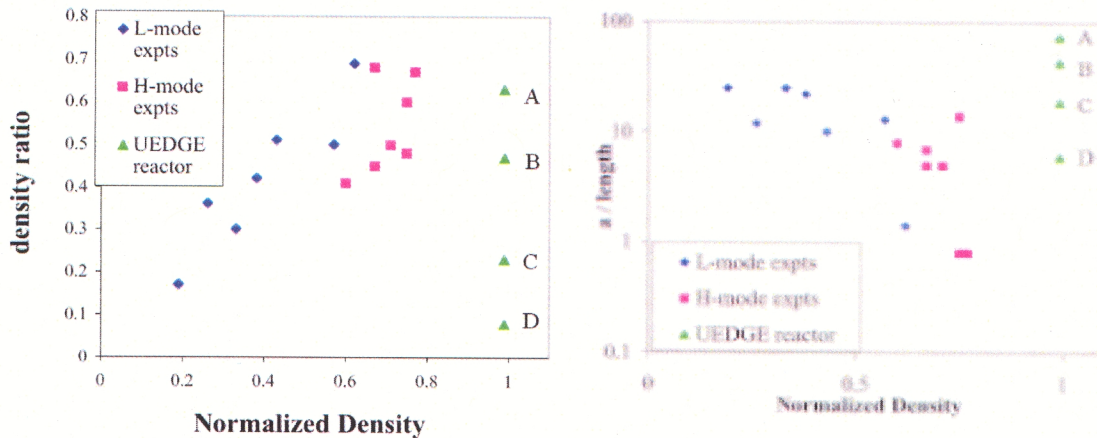 0.8
0.7
0.6
0.5
0.4
0.3
0.2
0.1
0
density ratio
L-mode
expts
H-mode
expts
UEDGE
reactor
A
B
C
D
0
0.2
0.4
0.6
0.8
1
Normalized Density
100
10
1
0.1
a / length
A
B
C
D
L-mode expts
H-mode expts
UEDGE reactor
0
0.5
1
Normalized Density